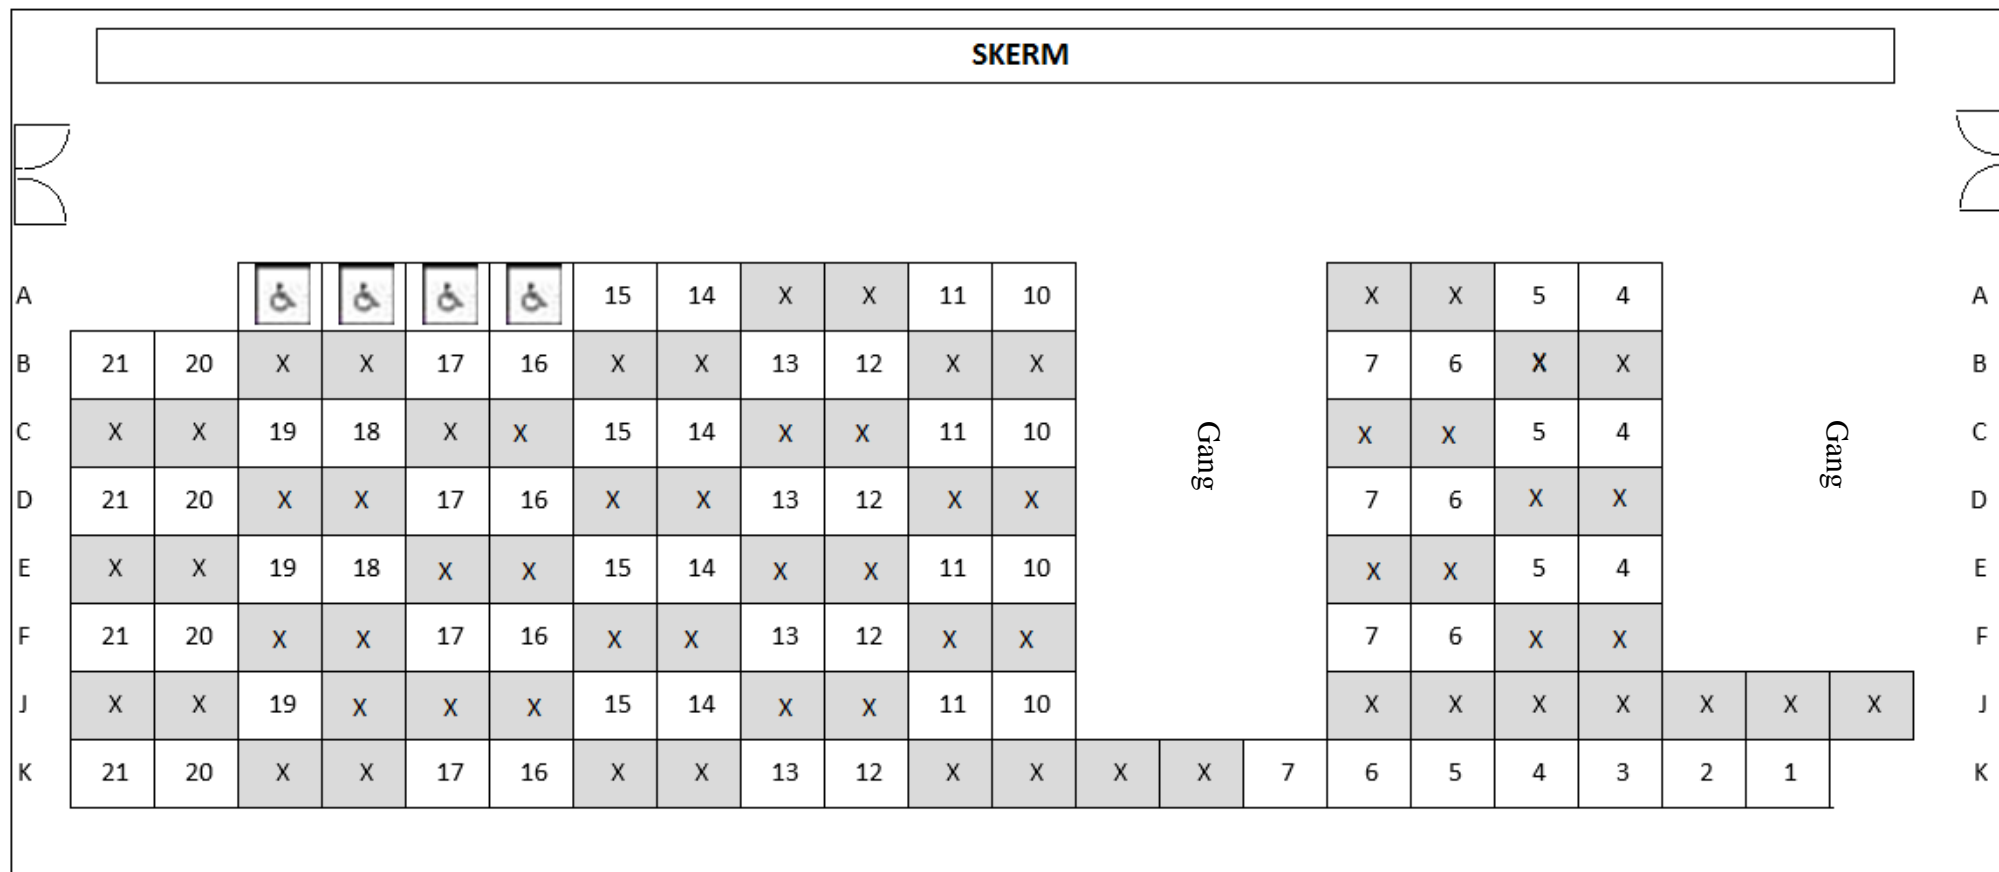 SKERM
A 15 14 X X 11 10 X X 5 4 A
B 21 20 X X 17 16 X X 13 12 X X 7 6 X X B
C X X 19 18 X X 15 14 X X 11 10 X X 5 4 C
Gang
Gang
D 21 20 X X 17 16 X X 13 12 X X 7 6 X X D
E X X 19 18 X X 15 14 X X 11 10 X X 5 4 E
F 21 20 X X 17 16 X X 13 12 X X 7 6 X X F
J X X 19 X X X 15 14 X X 11 10 X X X X X X X J
K 21 20 X X 17 16 X X 13 12 X X X X 7 6 5 4 3 2 1 K